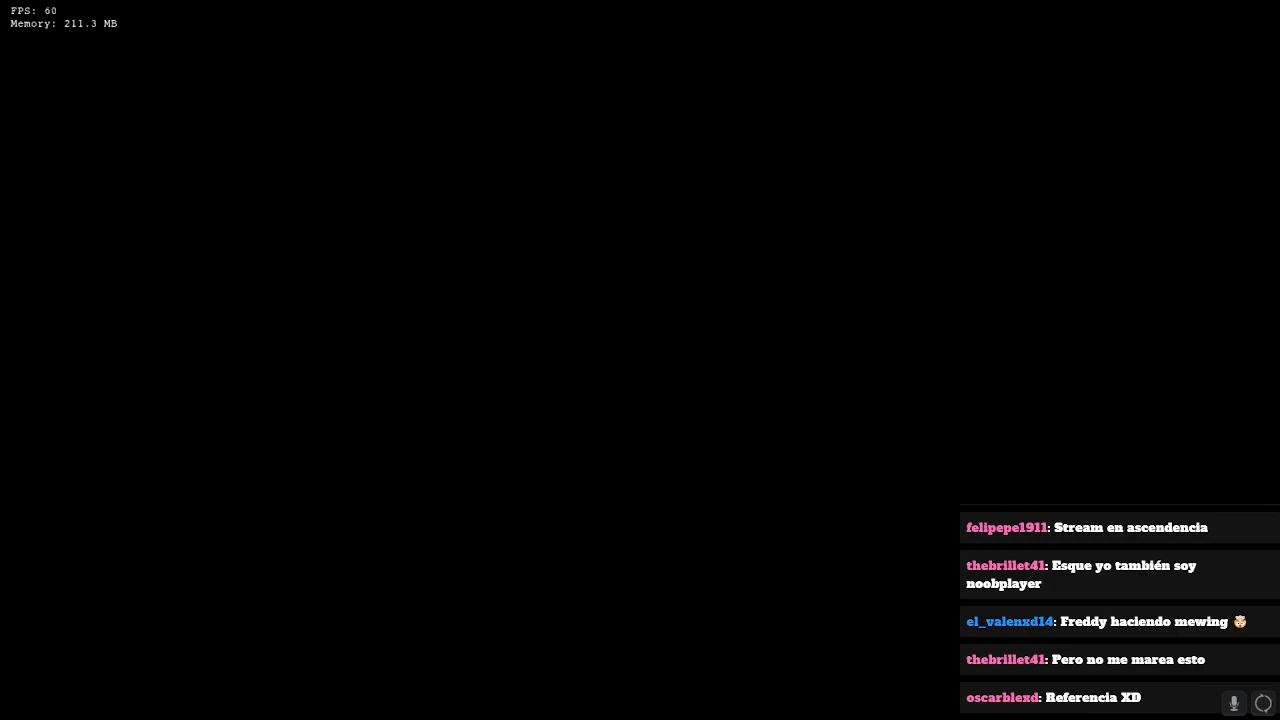 FPS: 60
Memory: 211.3 MB
felipepe1911: Stream en ascendencia
thebrillet41: Esque yo también soy
noobplayer
el_valenxd14: Freddy haciendo mewing 🤯
thebrillet41: Pero no me marea esto
oscarblexd: Referencia XD